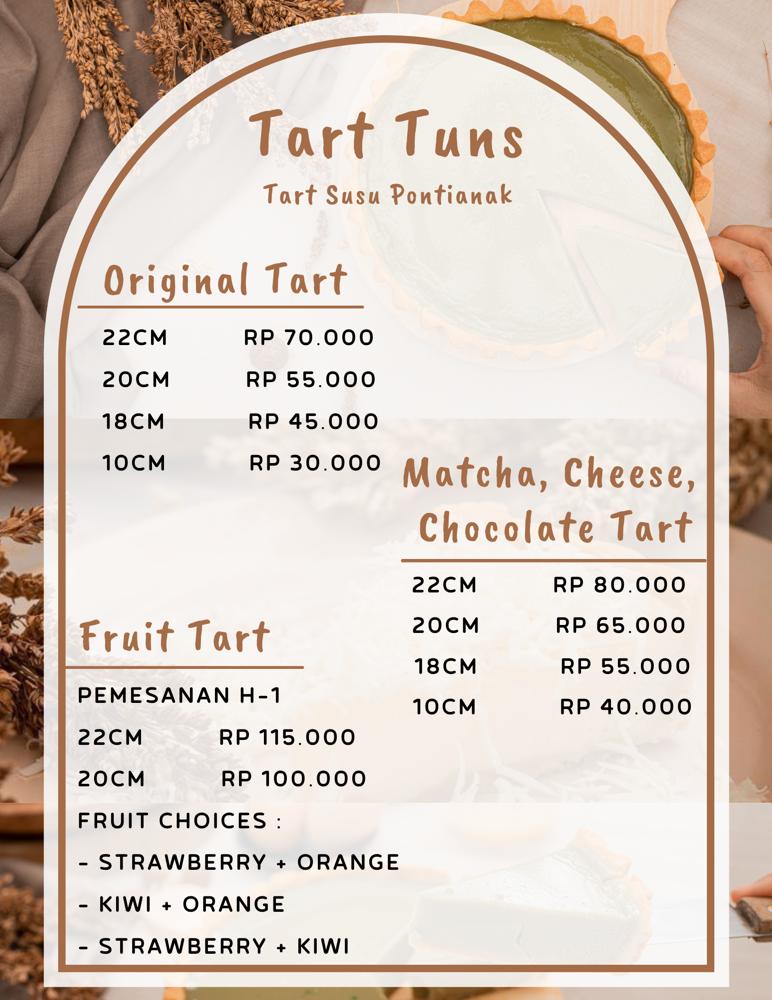 Tart Tuns
Tart Susu Pontianak
Original Tart
22CM RP 70.000
20CM RP 55.000
18CM RP 45.000
10CM RP 30.000
Matcha, Cheese,
Chocolate Tart
22CM RP 80.000
20CM RP 65.000
18CM RP 55.000
10CM RP 40.000
Fruit Tart
PEMESANAN H-1
22CM RP 115.000
20CM RP 100.000
FRUIT CHOICES :
- STRAWBERRY + ORANGE
- KIWI + ORANGE
- STRAWBERRY + KIWI